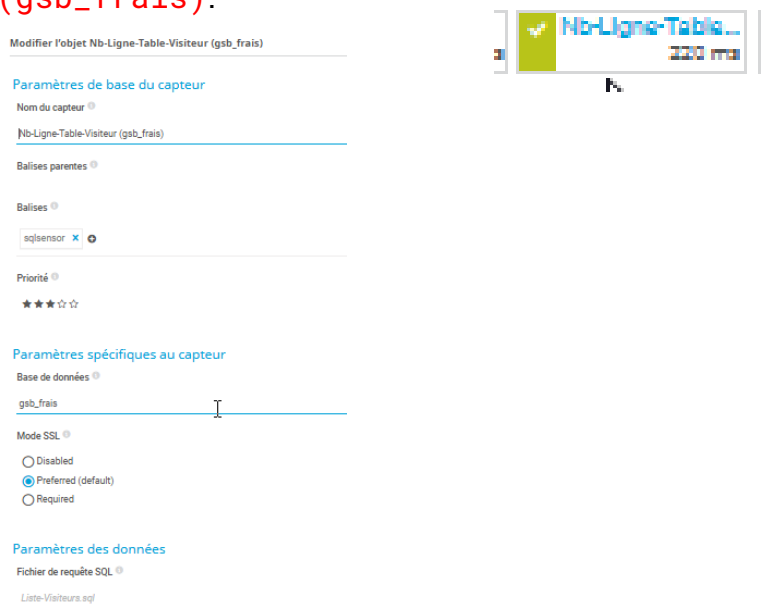 (gsb_frais).
Modifier l'objet Nb-Ligne-Table-Visiteur (gsb_frais)
Paramètres de base du capteur
Nom du capteur
Nb-Ligne-Table-Visiteur (gsb_frais)
Balises parentes
Balises
sqlsensor
Priorité
Paramètres spécifiques au capteur
Base de données
gsb_frais
Mode SSL
Disabled
Preferred (default)
Required
Paramètres des données
Fichier de requête SQL
Liste-Visiteurs.sql
Nb-Ligne-Table...